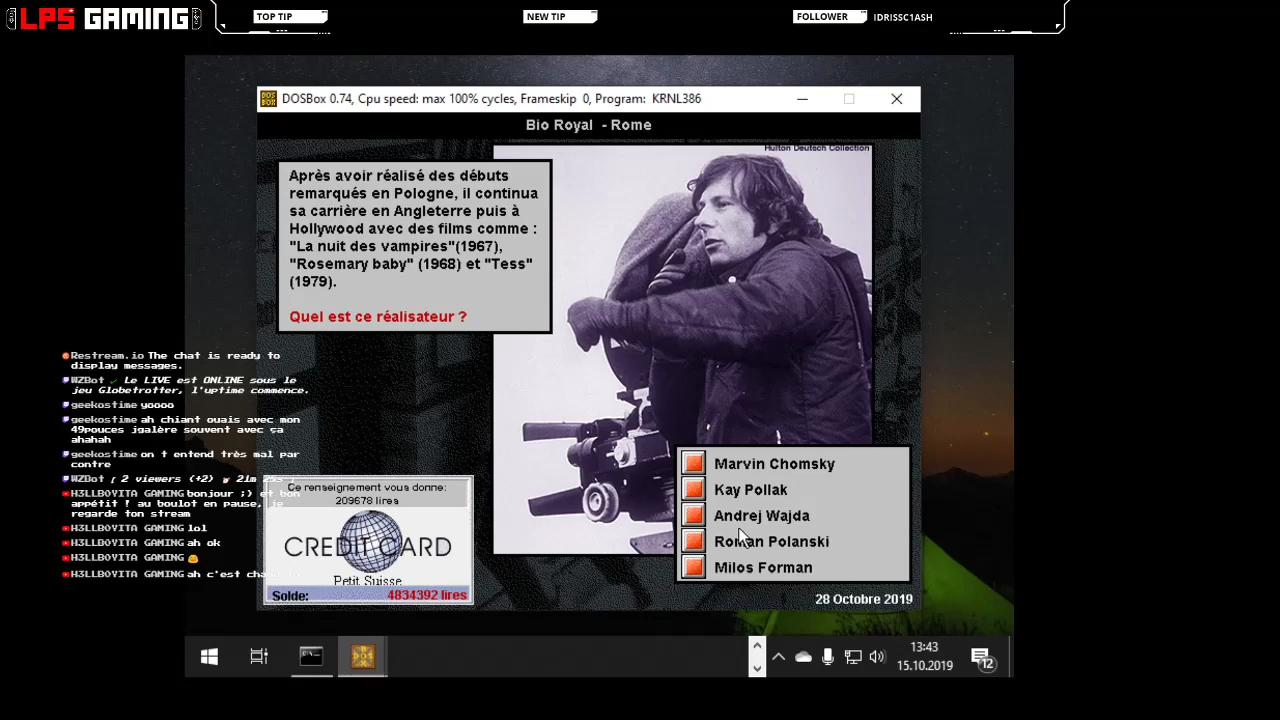 LPS GAMING
TOP TIP
NEW TIP
FOLLOWER
IDRISSC1ASH
DOSBox 0.74, Cpu speed: max 100% cycles, Frameskip 0, Program: KRNL386
Bio Royal - Rome
Hulton Deutsch Collection
Après avoir réalisé des débuts
remarqués en Pologne, il continua
sa carrière en Angleterre puis à
Hollywood avec des films comme :
"La nuit des vampires"(1967),
"Rosemary baby" (1968) et "Tess"
(1979).
Quel est ce réalisateur ?
Restream.io The chat is ready to
display messages.
WZBot ✓ Le LIVE est ONLINE sous le
jeu Globetrotter, l'uptime commence.
geekostime yoooo
geekostime ah chiant ouais avec mon
49pouces jgalère souvent avec ça
ahahah
geekostime on t entend très mal par
contre
WZBot 2 viewers (+2) 21m 25s
H3LLBOYITA GAMING bonjour ;) et bon
appétit ! au boulot en pause, je
regarde ton stream
H3LLBOYITA GAMING lol
H3LLBOYITA GAMING ah ok
H3LLBOYITA GAMING
H3LLBOYITA GAMING ah c'est
Ce renseignement vous donne:
209678 lires
CREDIT CARD
Petit Suisse
Solde: 4834392 lires
Marvin Chomsky
Kay Pollak
Andrej Wajda
Roman Polanski
Milos Forman
28 Octobre 2019
13:43
15.10.2019
12